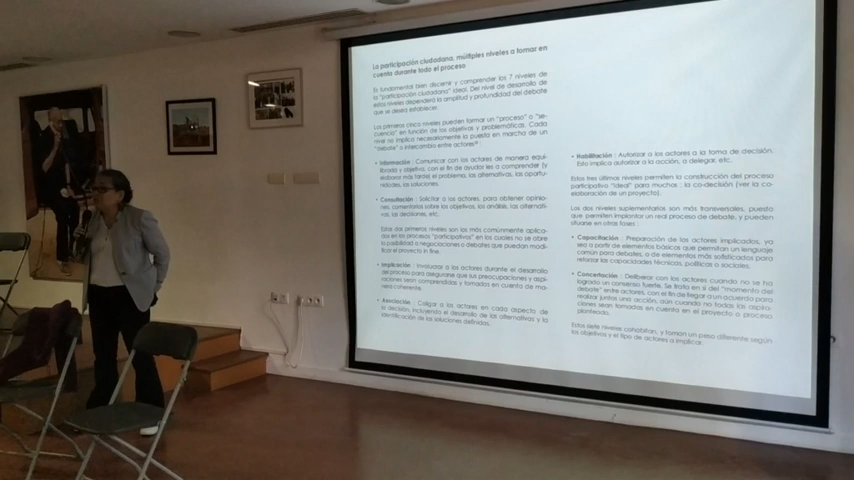 La participación ciudadana, múltiples niveles a tomar en
cuenta durante todo el proceso
Es fundamental bien discernir y comprender los 7 niveles de
la "participación ciudadana" ideal. Del nivel de desarrollo de
estos niveles dependerá la amplitud y profundidad del debate
que se desea establecer.
Los primeros cinco niveles pueden formar un "proceso" o "se-
cuencia" en función de los objetivos y problemáticas. Cada
nivel no implica necesariamente la puesta en marcha de un
"debate" o intercambio entre actores
• Información : Comunicar con los actores de manera equi-
librada y objetiva, con el fin de ayudar les a comprender (y
elaborar más tarde) el problema, las alternativas, las oportu-
nidades, las soluciones.
• Consultación : Solicitar a los actores, para obtener opinio-
nes, comentarios sobre los objetivos, los análisis, las alternati-
vas, las decisiones, etc.
Estos dos primeros niveles son los más comúnmente aplica-
dos en los procesos "participativos" en los cuales no se abre
la posibilidad a negociaciones o debates que puedan modi-
ficar el proyecto in fine.
• Implicación : Involucrar a los actores durante el desarrollo
del proceso para asegurarse que sus preocupaciones y aspi-
raciones sean comprendidas y tomadas en cuenta de ma-
nera coherente.
• Asociación : Coligar a los actores en cada aspecto de
la decisión, incluyendo el desarrollo de las alternativas y la
identificación de las soluciones definidas.
• Habilitación : Autorizar a los actores a la toma de decisión.
Esto implica autorizar a la acción, a delegar, etc.
Estos tres últimos niveles permiten la construcción del proceso
participativo "ideal" para muchos : la co-decisión (ver la co-
elaboración de un proyecto).
Los dos niveles suplementarios son más transversales, puesto
que permiten implantar un real proceso de debate, y pueden
situarse en otras fases :
• Capacitación : Preparación de los actores implicados, ya
sea a partir de elementos básicos que permitan un lenguaje
común para debates, o de elementos más sofisticados para
reforzar las capacidades técnicas, políticas o sociales.
• Concertación : Deliberar con los actores cuando no se ha
logrado un consenso fuerte. Se trata en sí del "momento del
debate" entre actores, con el fin de llegar a un acuerdo para
realizar juntos una acción, aún cuando no todas las aspira-
ciones sean tomadas en cuenta en el proyecto o proceso
planteado.
Estos siete niveles cohabitan, y toman un peso diferente según
los objetivos y el tipo de actores a implicar.